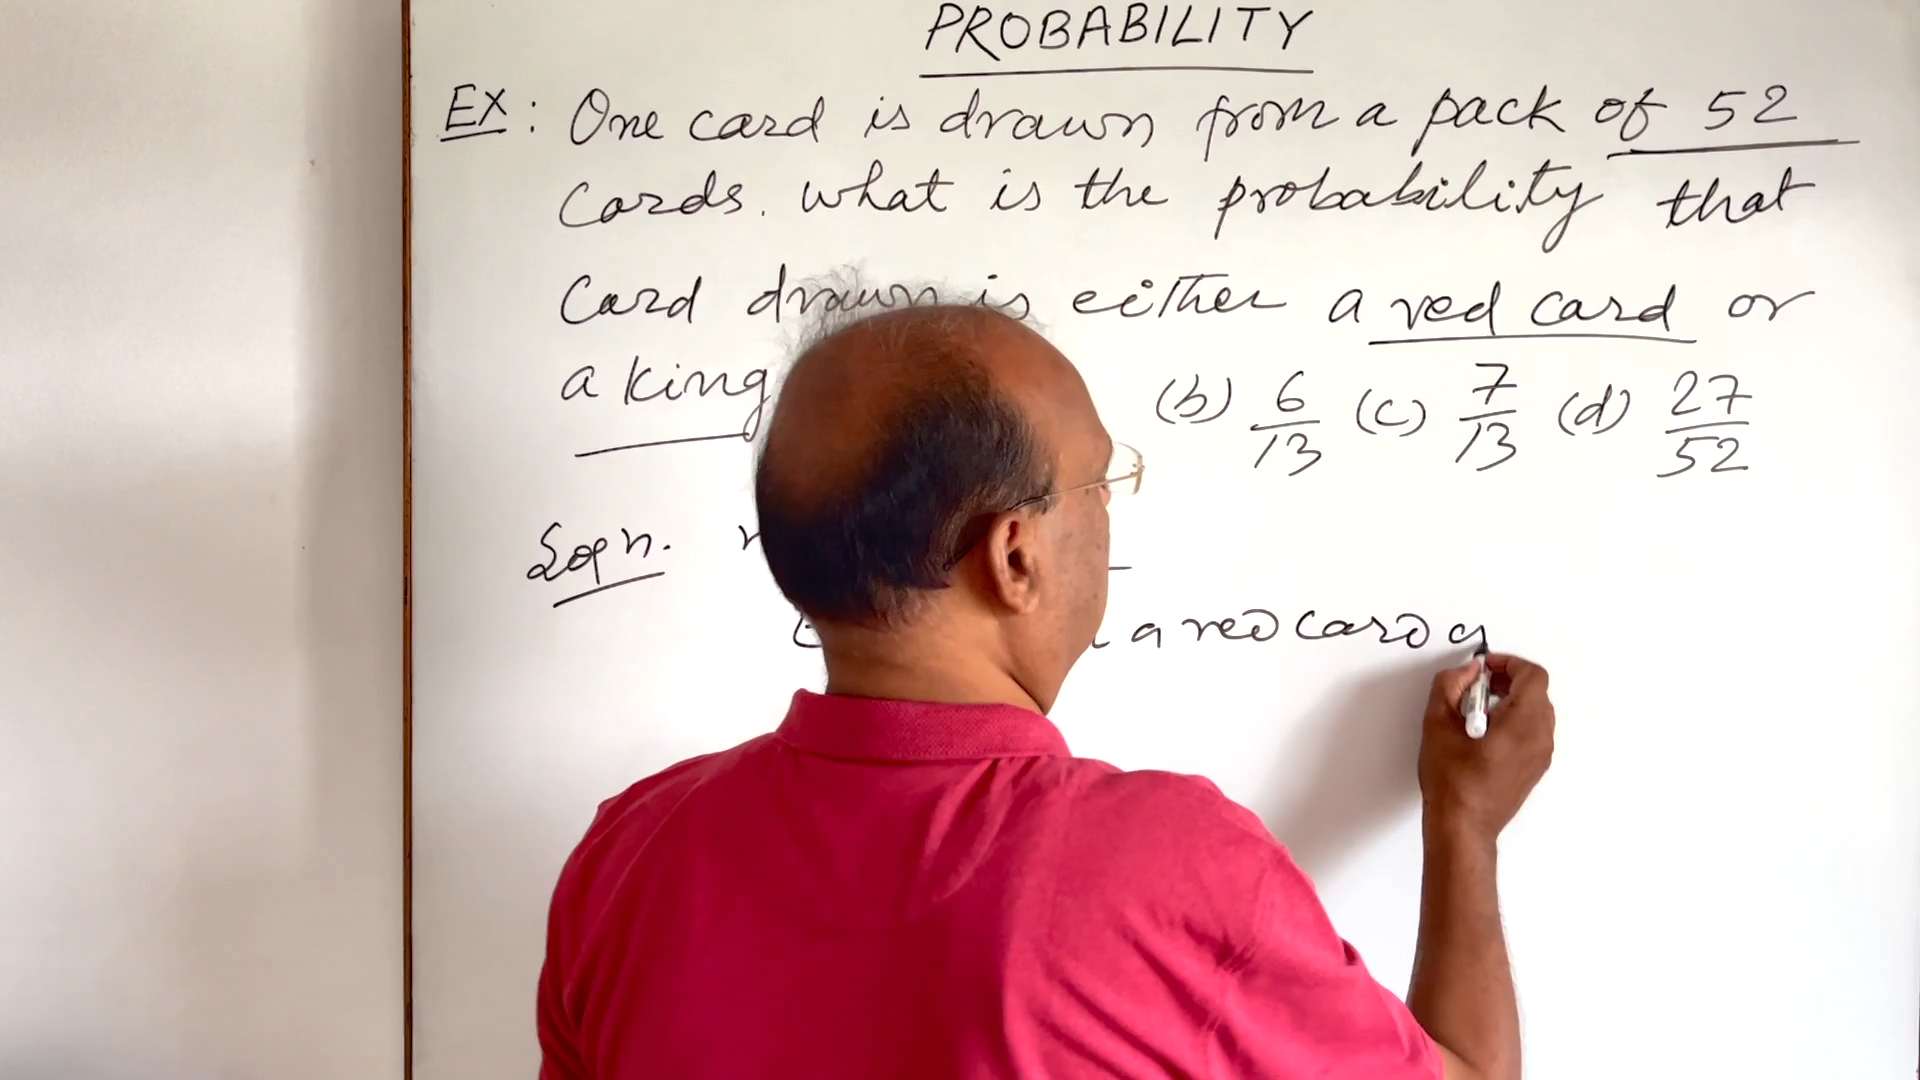 PROBABILITY
EX: One card is drawn from a pack of 52
Cards. what is the probability that
Card drawn is either a red card or
a king (b) 6/13 (c) 7/13 (d) 27/52
Sol n.
a red card